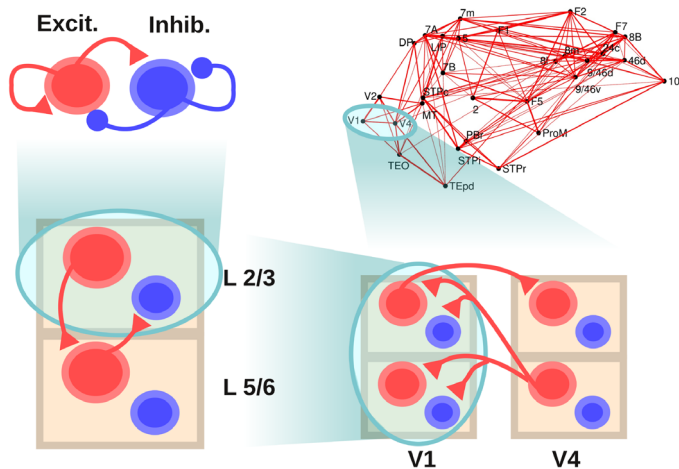 Excit. Inhib.
7m
F2
7A
F1
F7
DP
LIP
5
8B
24c
8m
8l
46d
7B
9/46d
10
9/46v
STPc
V2
2
F5
MT
V1
V4
PBr
ProM
TEO
STPi
STPr
TEpd
L 2/3
L 5/6
V1 V4